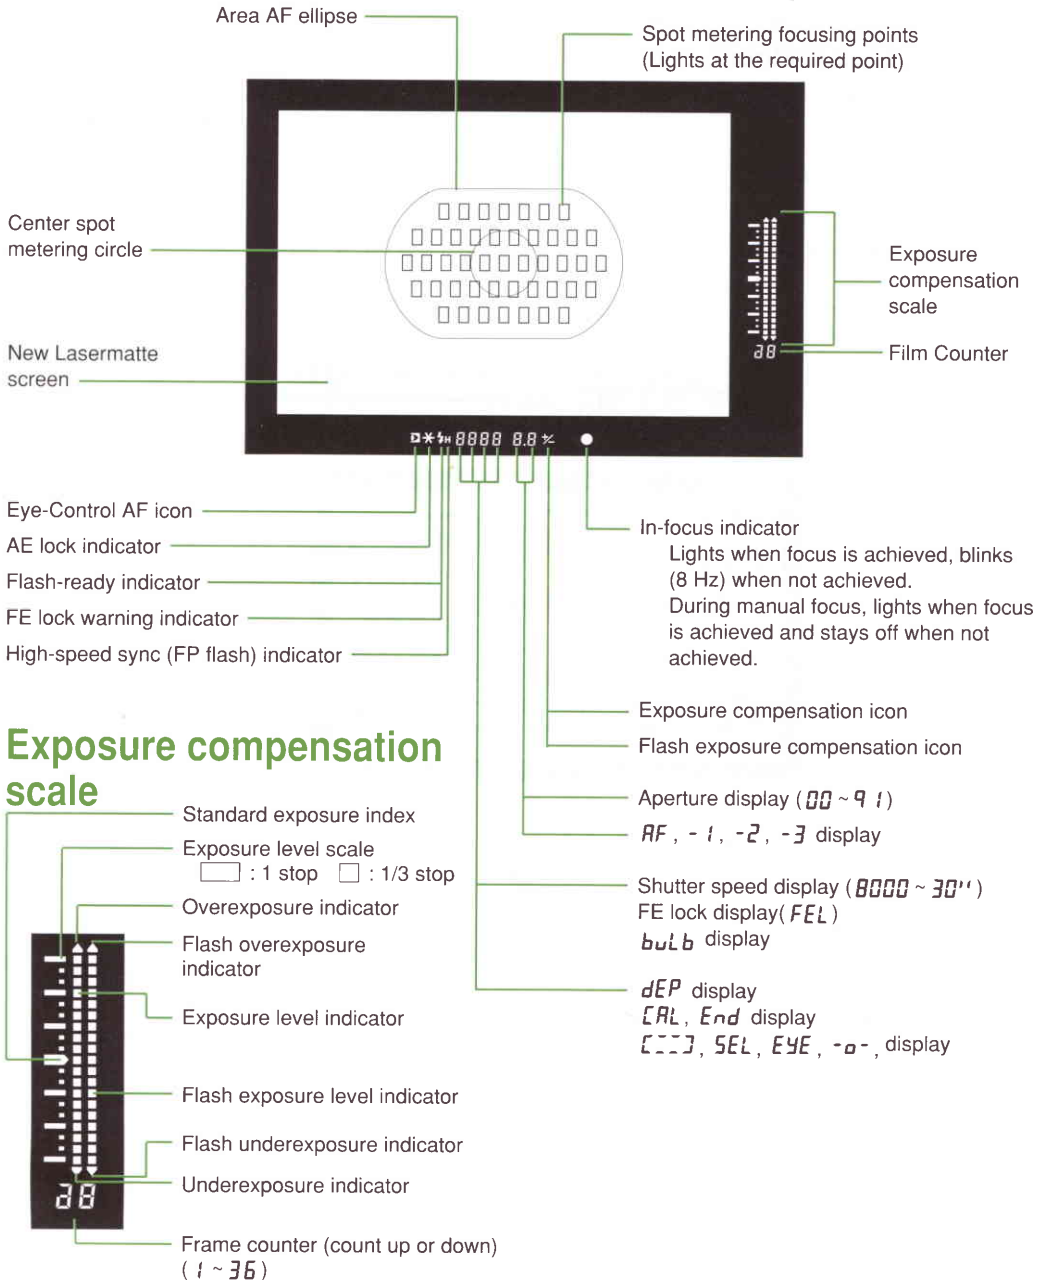 Area AF ellipse
Spot metering focusing points
(Lights at the required point)
Center spot
metering circle
Exposure
compensation
scale
New Lasermatte
screen
Film Counter
Eye-Control AF icon
AE lock indicator
Flash-ready indicator
FE lock warning indicator
High-speed sync (FP flash) indicator
In-focus indicator
Lights when focus is achieved, blinks
(8 Hz) when not achieved.
During manual focus, lights when focus
is achieved and stays off when not
achieved.
Exposure compensation icon
Flash exposure compensation icon
Aperture display (00 ~ 91)
AF, -1, -2, -3 display
Shutter speed display (8000 ~ 30'')
FE lock display(FEL)
buLb display
dEP display
CAL, End display
SEL, EYE, -o-, display
Exposure compensation
scale
Standard exposure index
Exposure level scale
: 1 stop : 1/3 stop
Overexposure indicator
Flash overexposure
indicator
Exposure level indicator
Flash exposure level indicator
Flash underexposure indicator
Underexposure indicator
Frame counter (count up or down)
(1 ~ 36)